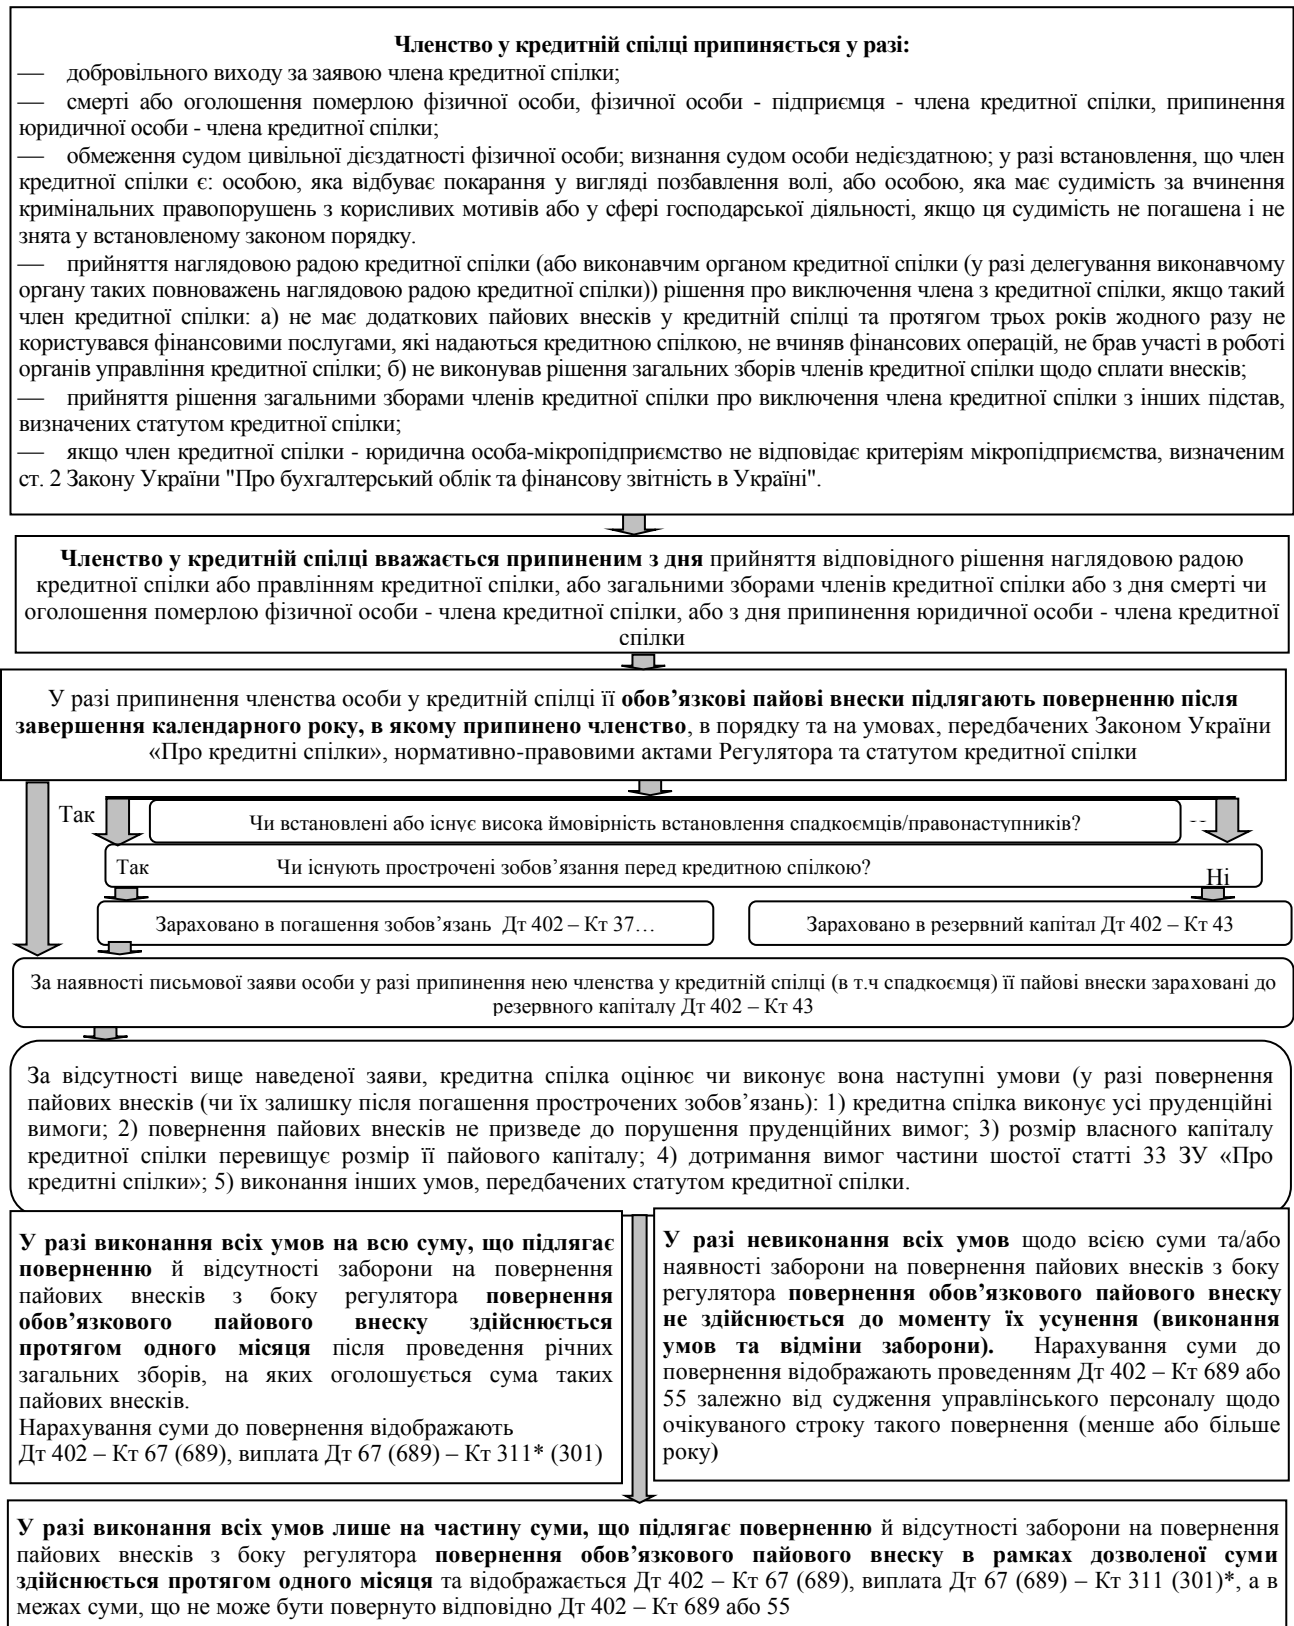 Членство у кредитній спілці припиняється у разі:
— добровільного виходу за заявою члена кредитної спілки;
— смерті або оголошення померлою фізичної особи, фізичної особи - підприємця - члена кредитної спілки, припинення
юридичної особи - члена кредитної спілки;
— обмеження судом цивільної дієздатності фізичної особи; визнання судом особи недієздатною; у разі встановлення, що член
кредитної спілки є: особою, яка відбуває покарання у вигляді позбавлення волі, або особою, яка має судимість за вчинення
кримінальних правопорушень з корисливих мотивів або у сфері господарської діяльності, якщо ця судимість не погашена і не
знята у встановленому законом порядку.
— прийняття наглядовою радою кредитної спілки (або виконавчим органом кредитної спілки (у разі делегування виконавчому
органу таких повноважень наглядовою радою кредитної спілки)) рішення про виключення члена з кредитної спілки, якщо такий
член кредитної спілки: а) не має додаткових пайових внесків у кредитній спілці та протягом трьох років жодного разу не
користувався фінансовими послугами, які надаються кредитною спілкою, не вчиняв фінансових операцій, не брав участі в роботі
органів управління кредитної спілки; б) не виконував рішення загальних зборів членів кредитної спілки щодо сплати внесків;
— прийняття рішення загальними зборами членів кредитної спілки про виключення члена кредитної спілки з інших підстав,
визначених статутом кредитної спілки;
— якщо член кредитної спілки - юридична особа-мікропідприємство не відповідає критеріям мікропідприємства, визначеним
ст. 2 Закону України "Про бухгалтерський облік та фінансову звітність в Україні".
Членство у кредитній спілці вважається припиненим з дня прийняття відповідного рішення наглядовою радою
кредитної спілки або правлінням кредитної спілки, або загальними зборами членів кредитної спілки або з дня смерті чи
оголошення померлою фізичної особи - члена кредитної спілки, або з дня припинення юридичної особи - члена кредитної
спілки
У разі припинення членства особи у кредитній спілці її обов’язкові пайові внески підлягають поверненню після
завершення календарного року, в якому припинено членство, в порядку та на умовах, передбачених Законом України
«Про кредитні спілки», нормативно-правовими актами Регулятора та статутом кредитної спілки
Так
Чи встановлені або існує висока ймовірність встановлення спадкоємців/правонаступників?
Так Чи існують прострочені зобов’язання перед кредитною спілкою?
Ні
Зараховано в погашення зобов’язань Дт 402 – Кт 37…
Зараховано в резервний капітал Дт 402 – Кт 43
За наявності письмової заяви особи у разі припинення нею членства у кредитній спілці (в т.ч спадкоємця) її пайові внески зараховані до
резервного капіталу Дт 402 – Кт 43
За відсутності вище наведеної заяви, кредитна спілка оцінює чи виконує вона наступні умови (у разі повернення
пайових внесків (чи їх залишку після погашення прострочених зобов’язань): 1) кредитна спілка виконує усі пруденційні
вимоги; 2) повернення пайових внесків не призведе до порушення пруденційних вимог; 3) розмір власного капіталу
кредитної спілки перевищує розмір її пайового капіталу; 4) дотримання вимог частини шостої статті 33 ЗУ «Про
кредитні спілки»; 5) виконання інших умов, передбачених статутом кредитної спілки.
У разі виконання всіх умов на всю суму, що підлягає
поверненню й відсутності заборони на повернення
пайових внесків з боку регулятора повернення
обов’язкового пайового внеску здійснюється
протягом одного місяця після проведення річних
загальних зборів, на яких оголошується сума таких
пайових внесків.
Нарахування суми до повернення відображають
Дт 402 – Кт 67 (689), виплата Дт 67 (689) – Кт 311* (301)
У разі невиконання всіх умов щодо всією суми та/або
наявності заборони на повернення пайових внесків з боку
регулятора повернення обов’язкового пайового внеску
не здійснюється до моменту їх усунення (виконання
умов та відміни заборони). Нарахування суми до
повернення відображають проведенням Дт 402 – Кт 689 або
55 залежно від судження управлінського персоналу щодо
очікуваного строку такого повернення (менше або більше
року)
У разі виконання всіх умов лише на частину суми, що підлягає поверненню й відсутності заборони на повернення
пайових внесків з боку регулятора повернення обов’язкового пайового внеску в рамках дозволеної суми
здійснюється протягом одного місяця та відображається Дт 402 – Кт 67 (689), виплата Дт 67 (689) – Кт 311 (301)*, а в
межах суми, що не може бути повернуто відповідно Дт 402 – Кт 689 або 55